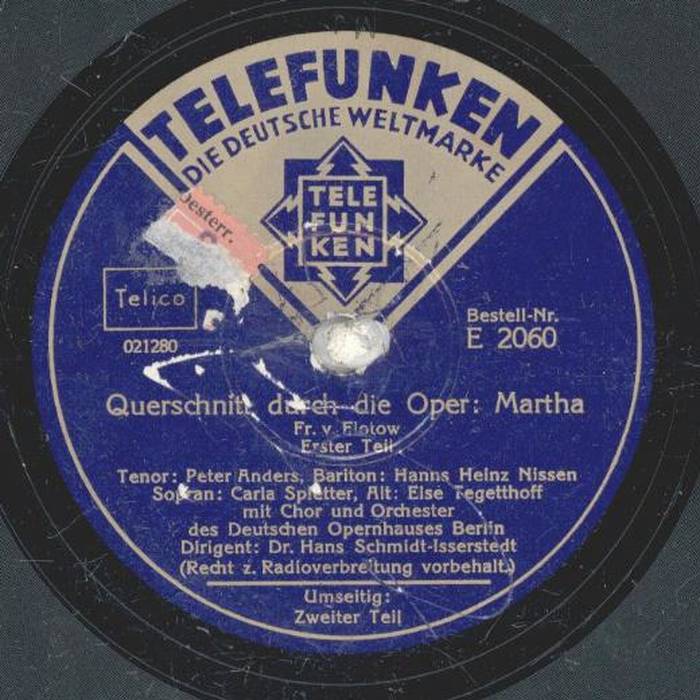 TELEFUNKEN
DIE DEUTSCHE WELTMARKE
TELE
FUN
KEN
oesterr.
Telico
021280
Bestell-Nr.
E 2060
Querschnitt durch die Oper: Martha
Fr. v. Flotow
Erster Teil
Tenor: Peter Anders, Bariton: Hanns Heinz Nissen
Sopran: Carla Spletter, Alt: Else Tegetthoff
mit Chor und Orchester
des Deutschen Opernhauses Berlin
Dirigent: Dr. Hans Schmidt-Isserstedt
(Recht z. Radioverbreitung vorbehalt.)
Umseitig:
Zweiter Teil